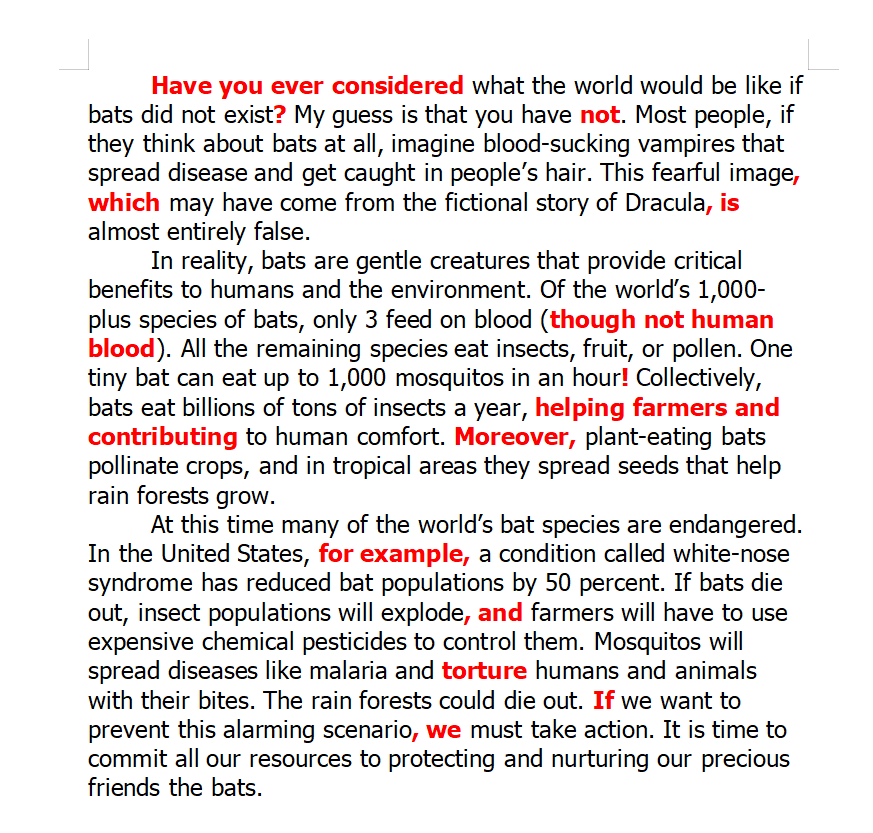 Have you ever considered what the world would be like if
bats did not exist? My guess is that you have not. Most people, if
they think about bats at all, imagine blood-sucking vampires that
spread disease and get caught in people’s hair. This fearful image,
which may have come from the fictional story of Dracula, is
almost entirely false.
In reality, bats are gentle creatures that provide critical
benefits to humans and the environment. Of the world’s 1,000-
plus species of bats, only 3 feed on blood (though not human
blood). All the remaining species eat insects, fruit, or pollen. One
tiny bat can eat up to 1,000 mosquitos in an hour! Collectively,
bats eat billions of tons of insects a year, helping farmers and
contributing to human comfort. Moreover, plant-eating bats
pollinate crops, and in tropical areas they spread seeds that help
rain forests grow.
At this time many of the world’s bat species are endangered.
In the United States, for example, a condition called white-nose
syndrome has reduced bat populations by 50 percent. If bats die
out, insect populations will explode, and farmers will have to use
expensive chemical pesticides to control them. Mosquitos will
spread diseases like malaria and torture humans and animals
with their bites. The rain forests could die out. If we want to
prevent this alarming scenario, we must take action. It is time to
commit all our resources to protecting and nurturing our precious
friends the bats.